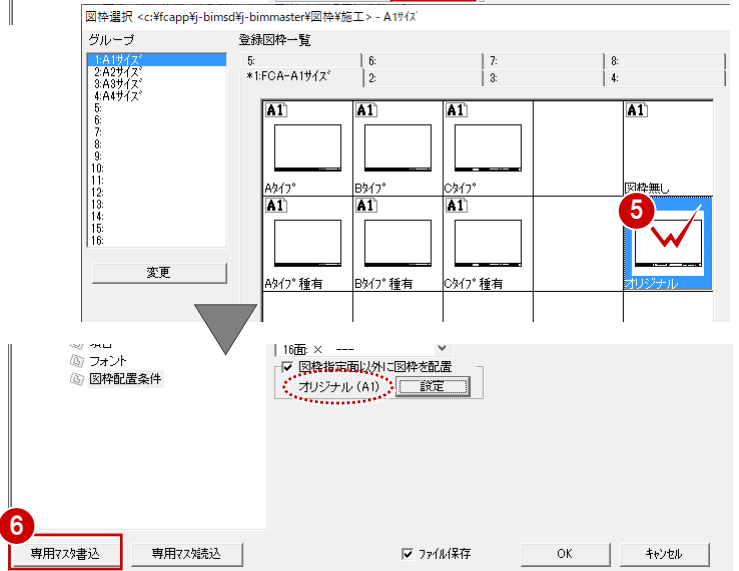 図枠選択 <c:¥fcapp¥j-bimsd¥j-bimmaster¥図枠¥施工> - A1ｻｲｽﾞ
グループ
登録図枠一覧
1:A1サイズ
2:A2サイズ
3:A3サイズ
4:A4サイズ
5:
6:
7:
8:
9:
10:
11:
12:
13:
14:
15:
16:
変更
5:
6:
7:
8:
*1:FCA-A1サイズ
2:
3:
4:
A1
A1
A1
A1
Aﾀｲﾌﾟ
Bﾀｲﾌﾟ
Cﾀｲﾌﾟ
図枠無し
A1
A1
A1
5
Aﾀｲﾌﾟ種有
Bﾀｲﾌﾟ種有
Cﾀｲﾌﾟ種有
オリジナル
フォント
図枠配置条件
16面: × ---
図枠指定面以外に図枠を配置
オリジナル (A1)
設定
6
専用ﾏｽﾀ書込
専用ﾏｽﾀ読込
ﾌｧｲﾙ保存
OK
ｷｬﾝｾﾙ